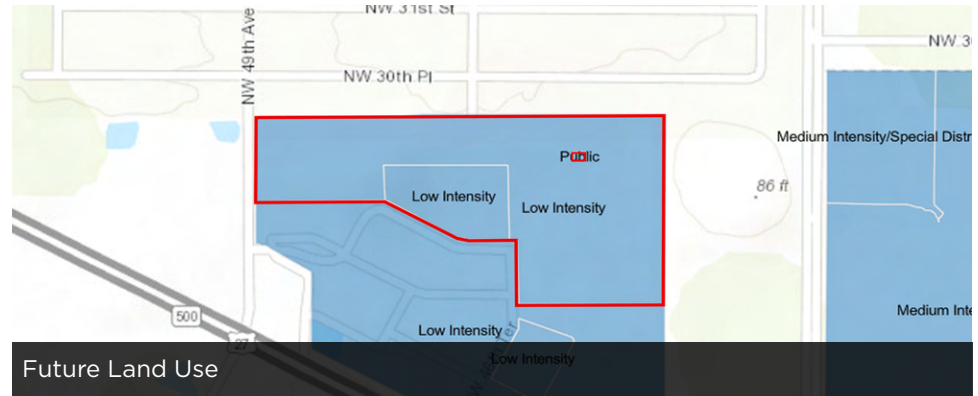 NW 31st St
NW 49th Ave
NW 30th Pl
NW 30
Public
Medium Intensity/Special Distr
86 ft
Low Intensity
Low Intensity
Medium Inte
500
27
Low Intensity
Low Intensity
Future Land Use